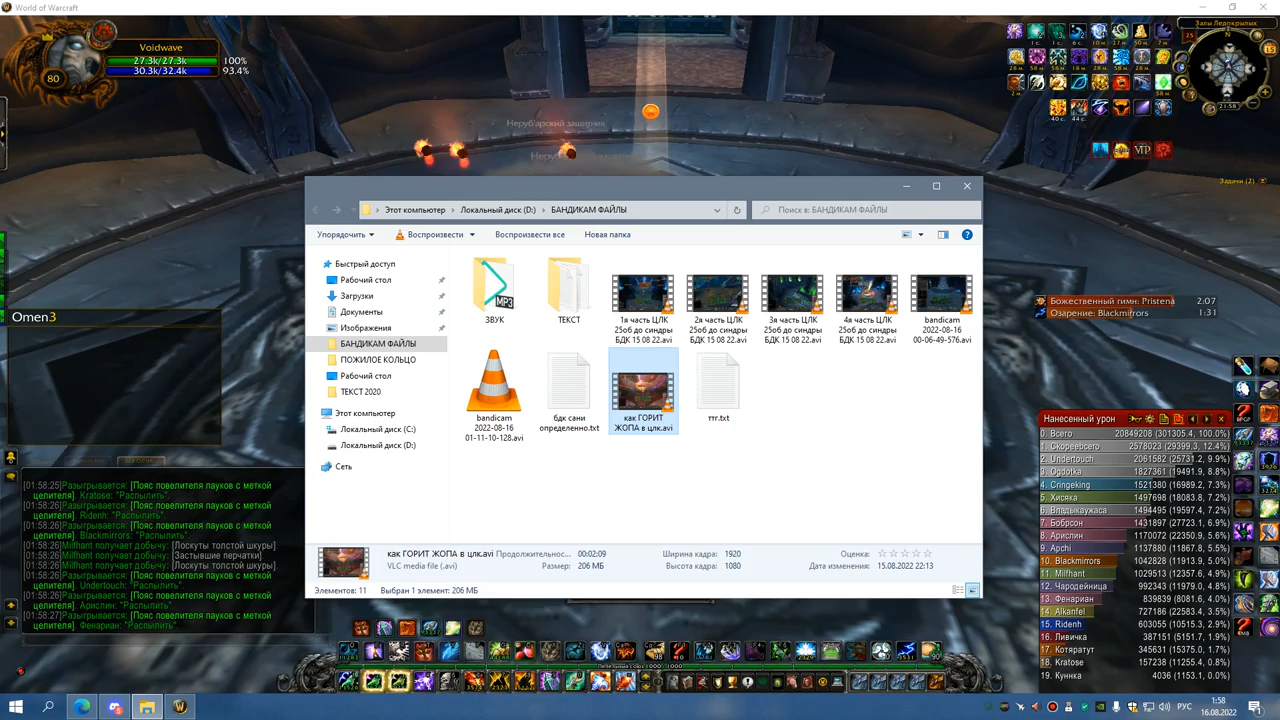 World of Warcraft
Voidwave
27.3k/27.3k 100%
30.3k/32.4k 93.4%
80
Залы Ледокрылых
N
25
15
21:58
Задачи (2)
Неруб'арский защитник
Этот компьютер
Локальный диск (D:)
БАНДИКАМ ФАЙЛЫ
Поиск в: БАНДИКАМ ФАЙЛЫ
Упорядочить
Воспроизвести
Воспроизвести все
Новая папка
Быстрый доступ
Рабочий стол
Загрузки
Документы
Изображения
БАНДИКАМ ФАЙЛЫ
ПОЖИЛОЕ КОЛЬЦО
Рабочий стол
ТЕКСТ 2020
Этот компьютер
Локальный диск (C:)
Локальный диск (D:)
Сеть
MP3
ЗВУК
ТЕКСТ
1я часть ЦЛК
25об до синдры
БДК 15 08 22.avi
2я часть ЦЛК
25об до синдры
БДК 15 08 22.avi
3я часть ЦЛК
25об до синдры
БДК 15 08 22.avi
4я часть ЦЛК
25об до синдры
БДК 15 08 22.avi
bandicam
2022-08-16
00-06-49-576.avi
bandicam
2022-08-16
01-11-10-128.avi
бдк сани
определенно.txt
как ГОРИТ
ЖОПА в цлк.avi
ттг.txt
как ГОРИТ ЖОПА в цлк.avi
VLC media file (.avi)
Продолжительнос... 00:02:09
Размер: 206 МБ
Ширина кадра: 1920
Высота кадра: 1080
Оценка:
Дата изменения: 15.08.2022 22:13
Элементов: 11
Выбран 1 элемент: 206 МБ
Omen3
Божественный гимн: Pristena 2:07
Озарение: Blackmirrors 1:31
[01:58:25]Разыгрывается: [Пояс повелителя пауков с меткой
целителя]. Kratose: "Распылить".
[01:58:26]Разыгрывается: [Пояс повелителя пауков с меткой
целителя]. Ridenh: "Распылить".
[01:58:26]Разыгрывается: [Пояс повелителя пауков с меткой
целителя]. Blackmirrors: "Распылить".
[01:58:26]Milfhant получает добычу: [Лоскуты толстой шкуры]
[01:58:26]Milfhant получает добычу: [Застывшие перчатки]
[01:58:26]Milfhant получает добычу: [Лоскуты толстой шкуры]
[01:58:26]Разыгрывается: [Пояс повелителя пауков с меткой
целителя]. Undertouch: "Распылить".
[01:58:26]Разыгрывается: [Пояс повелителя пауков с меткой
целителя]. Арислин: "Распылить".
[01:58:27]Разыгрывается: [Пояс повелителя пауков с меткой
целителя]. Фенариан: "Распылить".
Нанесенный урон
0. Всего 20849208 (301305.4, 100.0%)
1. Скореевсего 2578024 (29399.3, 12.4%)
2. Undertouch 2061582 (25731.2, 9.9%)
3. Ogdotka 1827361 (19491.9, 8.8%)
4. Cringeking 1521380 (16989.2, 7.3%)
5. Хисяка 1497698 (18083.8, 7.2%)
6. Владыкаужаса 1494495 (19597.4, 7.2%)
7. Бобрсон 1431897 (27723.1, 6.9%)
8. Арислин 1170072 (22350.9, 5.6%)
9. Apchi 1137880 (11867.8, 5.5%)
10. Blackmirrors 1042828 (11913.9, 5.0%)
11. Milfhant 1029513 (12357.6, 4.9%)
12. Чародейница 992343 (11979.0, 4.8%)
13. Фенариан 839839 (8081.6, 4.0%)
14. Alkanfel 727186 (22583.4, 3.5%)
15. Ridenh 603055 (10515.2, 2.9%)
16. Ливичка 387151 (5151.7, 1.9%)
17. Котяратут 345631 (15375.0, 1.7%)
18. Kratose 157238 (11255.4, 0.8%)
19. Куннка 4036 (1153.0, 0.0%)
РУС
1:58
16.08.2022